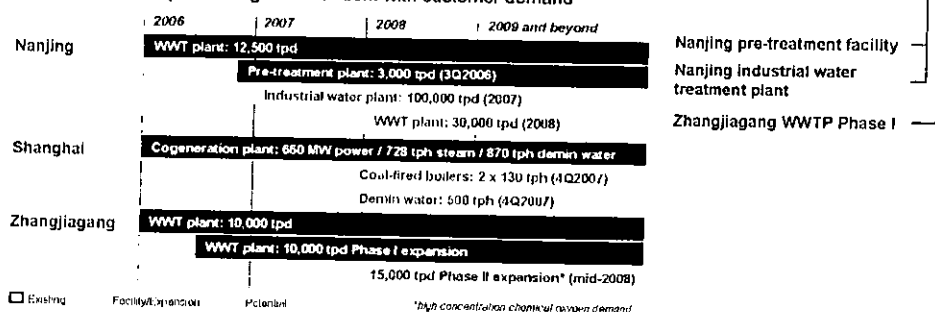 with customer demand
2006 2007 2008 2009 and beyond
Nanjing
WWT plant: 12,500 tpd
Pre-treatment plant: 3,000 tpd (3Q2006)
Industrial water plant: 100,000 tpd (2007)
WWT plant: 30,000 tpd (2008)
Shanghai
Cogeneration plant: 660 MW power / 728 tph steam / 870 tph demin water
Coal-fired boilers: 2 x 130 tph (4Q2007)
Demin water: 500 tph (4Q2007)
Zhangjiagang
WWT plant: 10,000 tpd
WWT plant: 10,000 tpd Phase I expansion
15,000 tpd Phase II expansion* (mid-2008)
Existing Facility/Expansion Potential
*high concentration chemical oxygen demand
Nanjing pre-treatment facility
Nanjing industrial water
treatment plant
Zhangjiagang WWTP Phase I